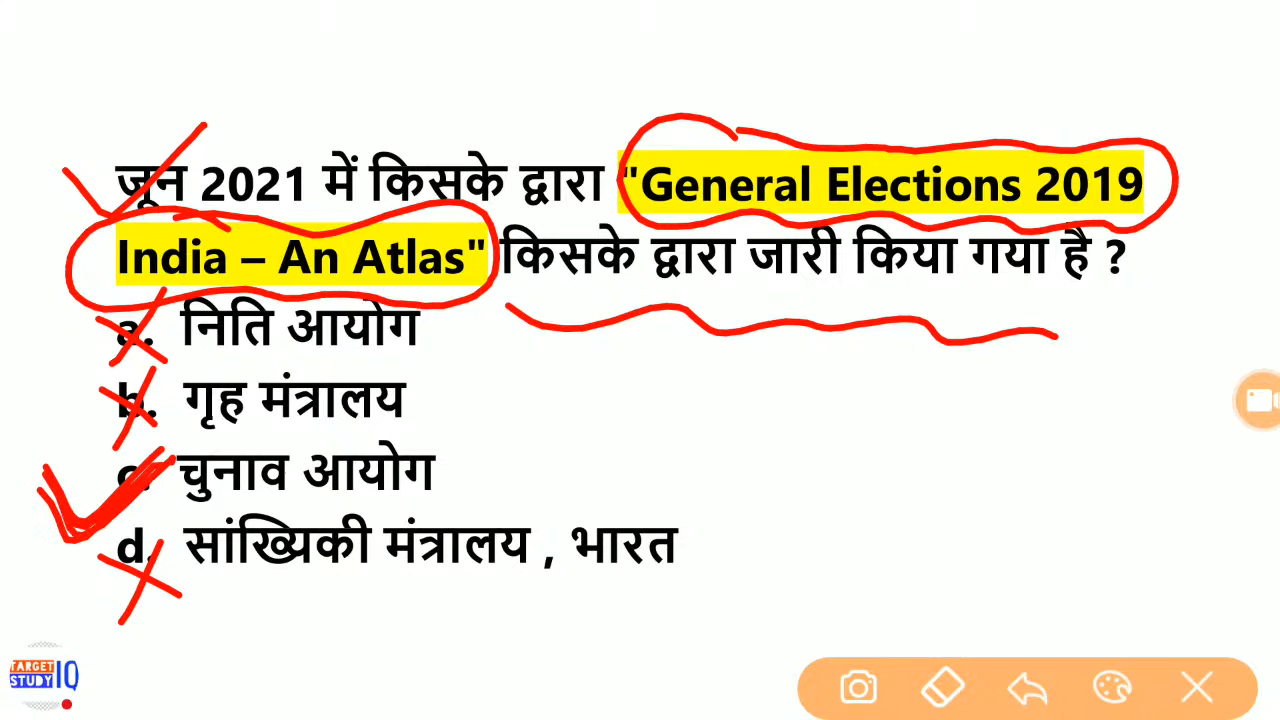 जून 2021 में किसके द्वारा "General Elections 2019
India – An Atlas" किसके द्वारा जारी किया गया है ?
a. निति आयोग
b. गृह मंत्रालय
c. चुनाव आयोग
d. सांख्यिकी मंत्रालय , भारत
TARGET
STUDY IQ